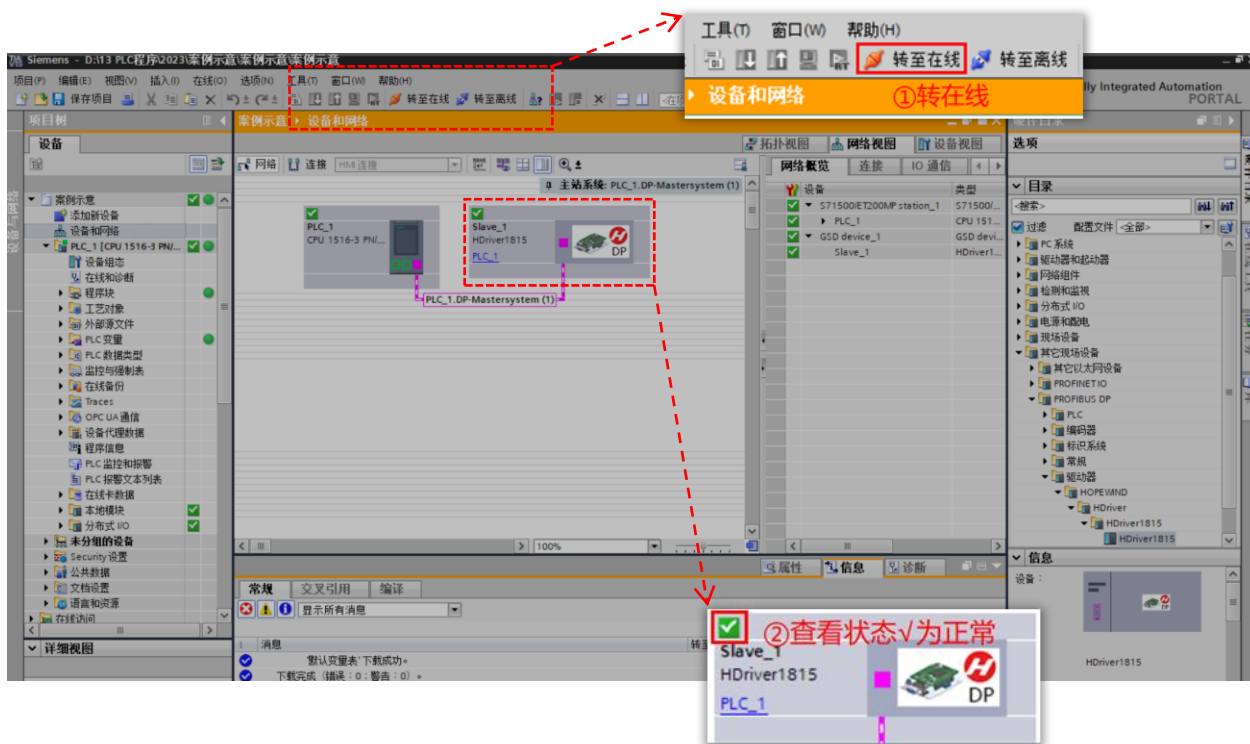 工具(T) 窗口(W) 帮助(H)
转至在线 转至离线
设备和网络 ①转在线
Siemens - D:\13 PLC程序\2023\案例示意\案例示意\案例示意
项目(P) 编辑(E) 视图(V) 插入(I) 在线(O) 选项(N) 工具(T) 窗口(W) 帮助(H)
lly Integrated Automation
PORTAL
保存项目 转至在线 转至离线
项目树
案例示意 设备和网络
硬件目录
设备
拓扑视图 网络视图 设备视图
选项
网络 连接 HMI 连接
网络概览 连接 IO 通信
主站系统: PLC_1.DP-Mastersystem (1)
目录
<搜索>
过滤 配置文件 <全部>
案例示意
添加新设备
设备和网络
PLC_1 [CPU 1516-3 PN/...
设备组态
在线和诊断
程序块
工艺对象
外部源文件
PLC 变量
PLC 数据类型
监控与强制表
在线备份
Traces
OPC UA 通信
设备代理数据
程序信息
PLC 监控和报警
PLC 报警文本列表
在线卡数据
本地模块
分布式 I/O
未分组的设备
Security 设置
公共数据
文档设置
语言和资源
在线访问
详细视图
PLC_1
CPU 1516-3 PN/...
Slave_1
HDriver1815
PLC_1
DP
PLC_1.DP-Mastersystem (1)
100%
设备 类型
S71500/ET200MP station_1 S71500/...
PLC_1 CPU 151...
GSD device_1 GSD devi...
Slave_1 HDriver1...
PC 系统
驱动器和起动器
网络组件
检测和监视
分布式 I/O
电源和配电
现场设备
其它现场设备
其它以太网设备
PROFINET IO
PROFIBUS DP
PLC
编码器
标识系统
常规
驱动器
HOPEWIND
HDriver
HDriver1815
HDriver1815
信息
设备：
DP
HDriver1815
属性 信息 诊断
常规 交叉引用 编译
显示所有消息
! 消息
'默认变量表'下载成功。
下载完成（错误：0；警告：0）。
②查看状态√为正常
Slave_1
HDriver1815
PLC_1
DP